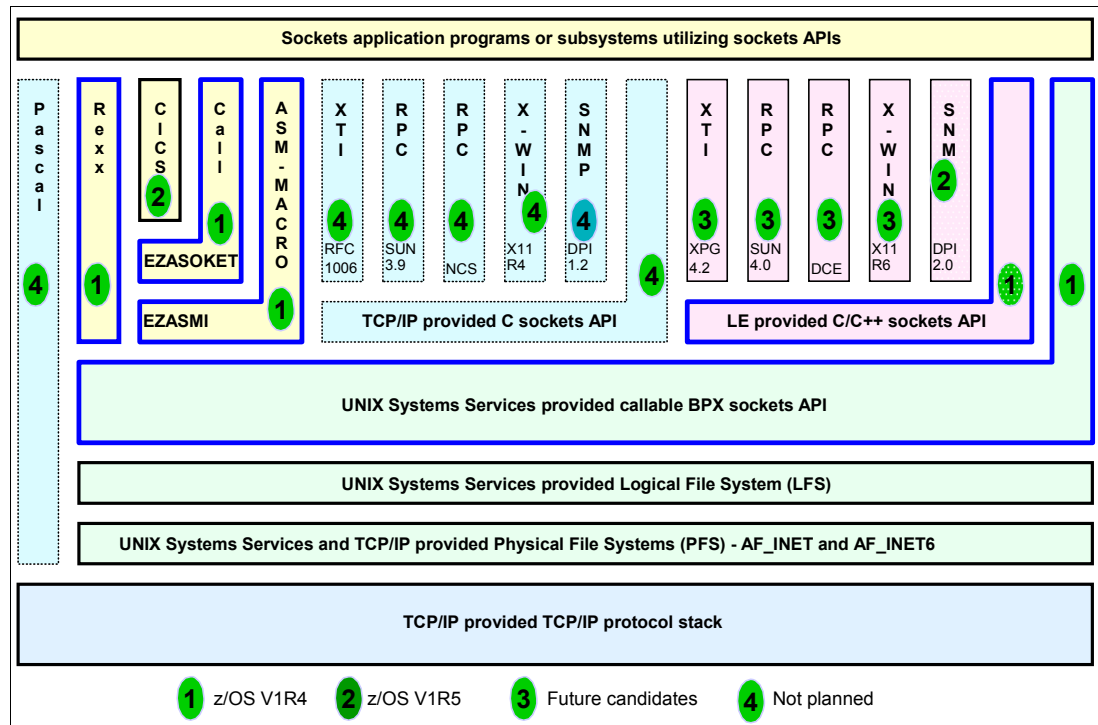 Sockets application programs or subsystems utilizing sockets APIs
Pascal
4
Rexx
1
CICS
2
Call
1
EZASOKET
ASM-MACRO
1
EZASMI
XTI
4
RFC
1006
RPC
4
SUN
3.9
RPC
4
NCS
X-WIN
4
X11
R4
SNMP
4
DPI
1.2
4
TCP/IP provided C sockets API
XTI
3
XPG
4.2
RPC
3
SUN
4.0
RPC
3
DCE
X-WIN
3
X11
R6
SNM
2
DPI
2.0
1
LE provided C/C++ sockets API
1
UNIX Systems Services provided callable BPX sockets API
UNIX Systems Services provided Logical File System (LFS)
UNIX Systems Services and TCP/IP provided Physical File Systems (PFS) - AF_INET and AF_INET6
TCP/IP provided TCP/IP protocol stack
1 z/OS V1R4
2 z/OS V1R5
3 Future candidates
4 Not planned